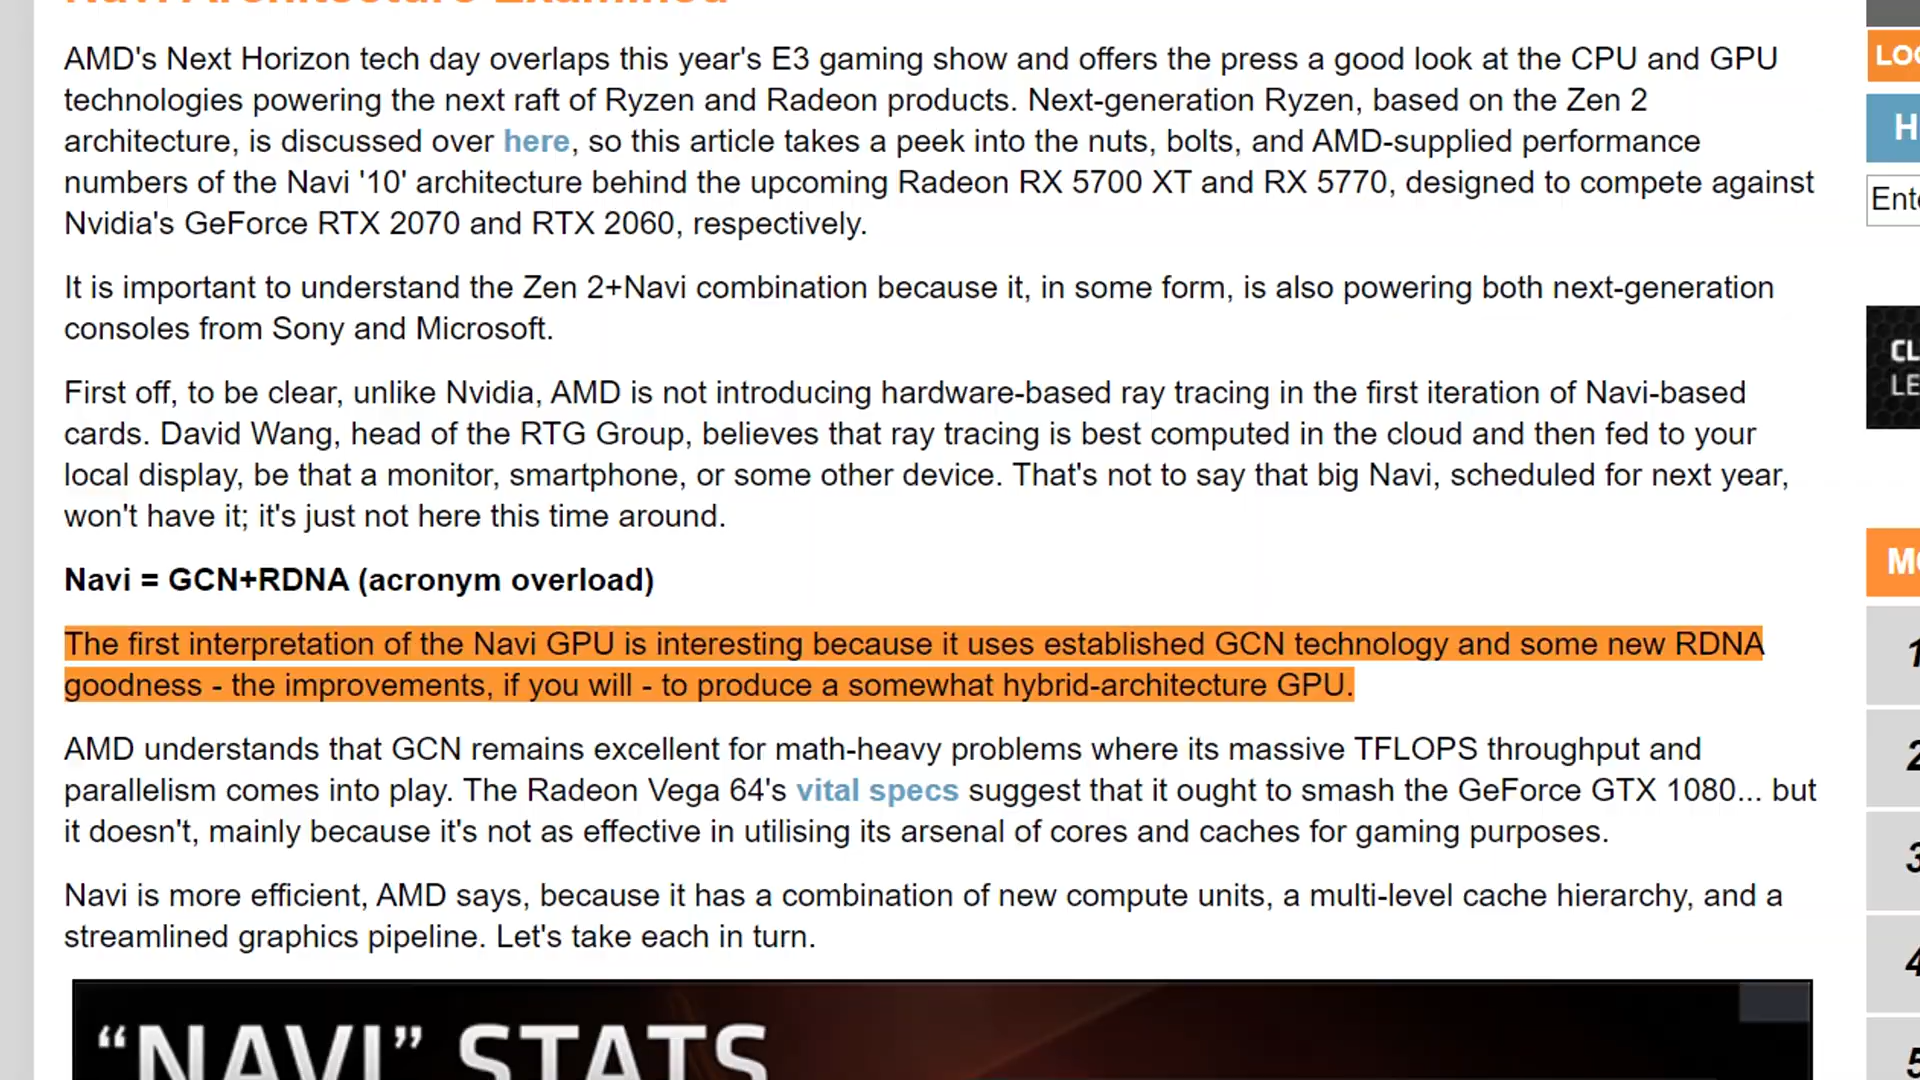 Navi Architecture Examined
AMD's Next Horizon tech day overlaps this year's E3 gaming show and offers the press a good look at the CPU and GPU
technologies powering the next raft of Ryzen and Radeon products. Next-generation Ryzen, based on the Zen 2
architecture, is discussed over here, so this article takes a peek into the nuts, bolts, and AMD-supplied performance
numbers of the Navi '10' architecture behind the upcoming Radeon RX 5700 XT and RX 5770, designed to compete against
Nvidia's GeForce RTX 2070 and RTX 2060, respectively.
It is important to understand the Zen 2+Navi combination because it, in some form, is also powering both next-generation
consoles from Sony and Microsoft.
First off, to be clear, unlike Nvidia, AMD is not introducing hardware-based ray tracing in the first iteration of Navi-based
cards. David Wang, head of the RTG Group, believes that ray tracing is best computed in the cloud and then fed to your
local display, be that a monitor, smartphone, or some other device. That's not to say that big Navi, scheduled for next year,
won't have it; it's just not here this time around.
Navi = GCN+RDNA (acronym overload)
The first interpretation of the Navi GPU is interesting because it uses established GCN technology and some new RDNA
goodness - the improvements, if you will - to produce a somewhat hybrid-architecture GPU.
AMD understands that GCN remains excellent for math-heavy problems where its massive TFLOPS throughput and
parallelism comes into play. The Radeon Vega 64's vital specs suggest that it ought to smash the GeForce GTX 1080... but
it doesn't, mainly because it's not as effective in utilising its arsenal of cores and caches for gaming purposes.
Navi is more efficient, AMD says, because it has a combination of new compute units, a multi-level cache hierarchy, and a
streamlined graphics pipeline. Let's take each in turn.
“NAVI” STATS
LOG
H
Ente
CL
LE
MO
1
2
3
4
5